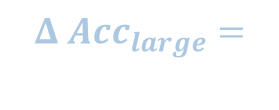 Δ Acc_large =